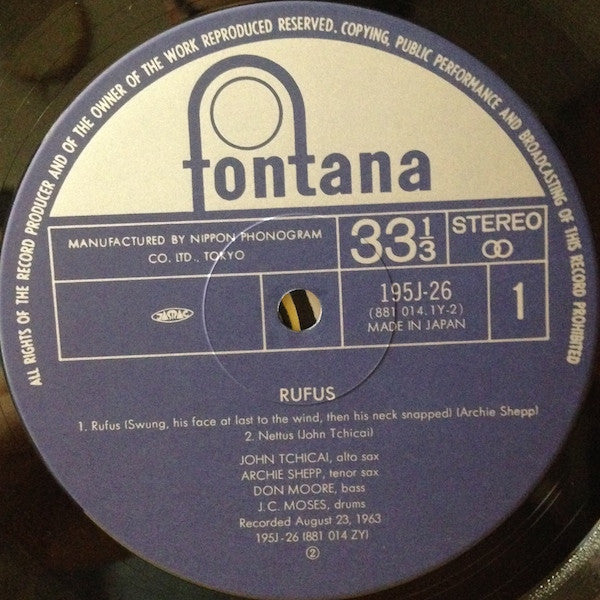 ALL RIGHTS OF THE RECORD PRODUCER AND OF THE OWNER OF THE WORK REPRODUCED RESERVED. COPYING, PUBLIC PERFORMANCE AND BROADCASTING OF THIS RECORD PROHIBITED
fontana
MANUFACTURED BY NIPPON PHONOGRAM
CO. LTD., TOKYO
33 1/3
STEREO
JASRAC
195J-26
(881 014.1Y-2)
MADE IN JAPAN
1
RUFUS
1. Rufus (Swung, his face at last to the wind, then his neck snapped) (Archie Shepp)
2. Nettus (John Tchicai)
JOHN TCHICAI, alto sax
ARCHIE SHEPP, tenor sax
DON MOORE, bass
J.C. MOSES, drums
Recorded August 23, 1963
195J-26 (881 014 ZY)
②